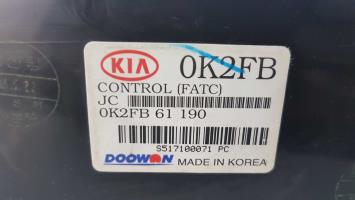 KIA 0K2FB
CONTROL (FATC)
JC
0K2FB 61 190
S517100071 PC
DOOWON MADE IN KOREA